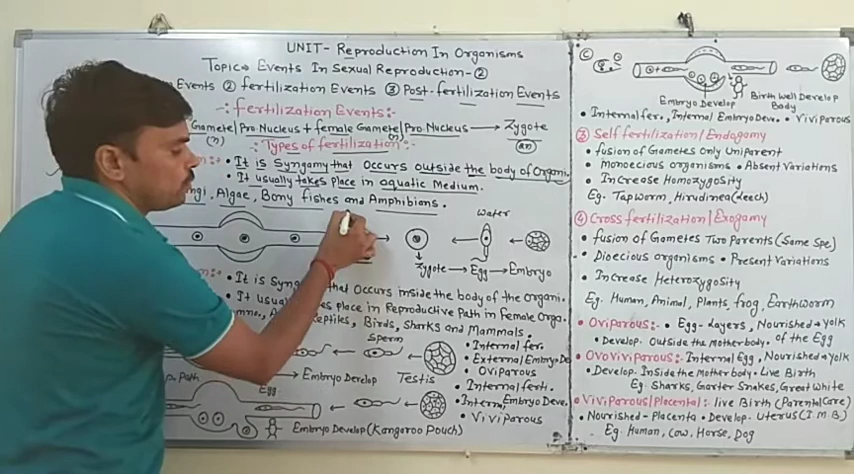 UNIT- Reproduction In Organisms
Topic⇒ Events In Sexual Reproduction-②
Events ② fertilization Events ③ Post-fertilization Events
-: fertilization Events:-
Gamete/Pro Nucleus + female Gamete/Pro Nucleus → Zygote
(n) (n) (2n)
-: Types of fertilization:-
• It is Syngamy that Occurs outside the body of Organi.
• It usually takes Place in aquatic Medium.
Algae, Bony fishes and Amphibians.
Water
Zygote → Egg → Embryo
• It is Syng that Occurs inside the body of the organi.
• It usua place in Reproductive Path in Female Orga.
Birds, Sharks and Mammals.
Sperm
• Internal fer.
• External Embryo De
• Oviparous
Path → Embryo Develop Testis
Egg
• Internal ferti.
• Intern, Embryo Deve.
• Viviparous
Embryo Develop (Kangaroo Pouch)
©
Embryo Develop
Birth Well Develop Body
• Internal fer., Internal Embryo Deve. • Viviparous
③ Self fertilization/Endogamy
• fusion of Gametes Only Uniparent
• Monoecious organisms • Absent Variations
• Increase Homozygosity
Eg. Tapworm, Hirudinea (Leech)
④ Cross fertilization/Exogamy
• fusion of Gametes Two Parents (Same Spe.)
• Dioecious organisms • Present Variations
• Increase Heterozygosity
Eg. Human, Animal, Plants, frog, Earthworm
• Oviparous:- • Egg-Layers, Nourished → Yolk of the Egg
• Develop. Outside the Motherbody.
• Ovoviviparous:- Internal Egg, Nourished → Yolk
• Develop. Inside the Mother body - Live Birth
Eg: Sharks, Garter Snakes, Great White
• Viviparous/Placental:- live Birth (Parental Care)
• Nourished - Placenta • Develop. Uterus (I.M.B.)
Eg. Human, Cow, Horse, Dog